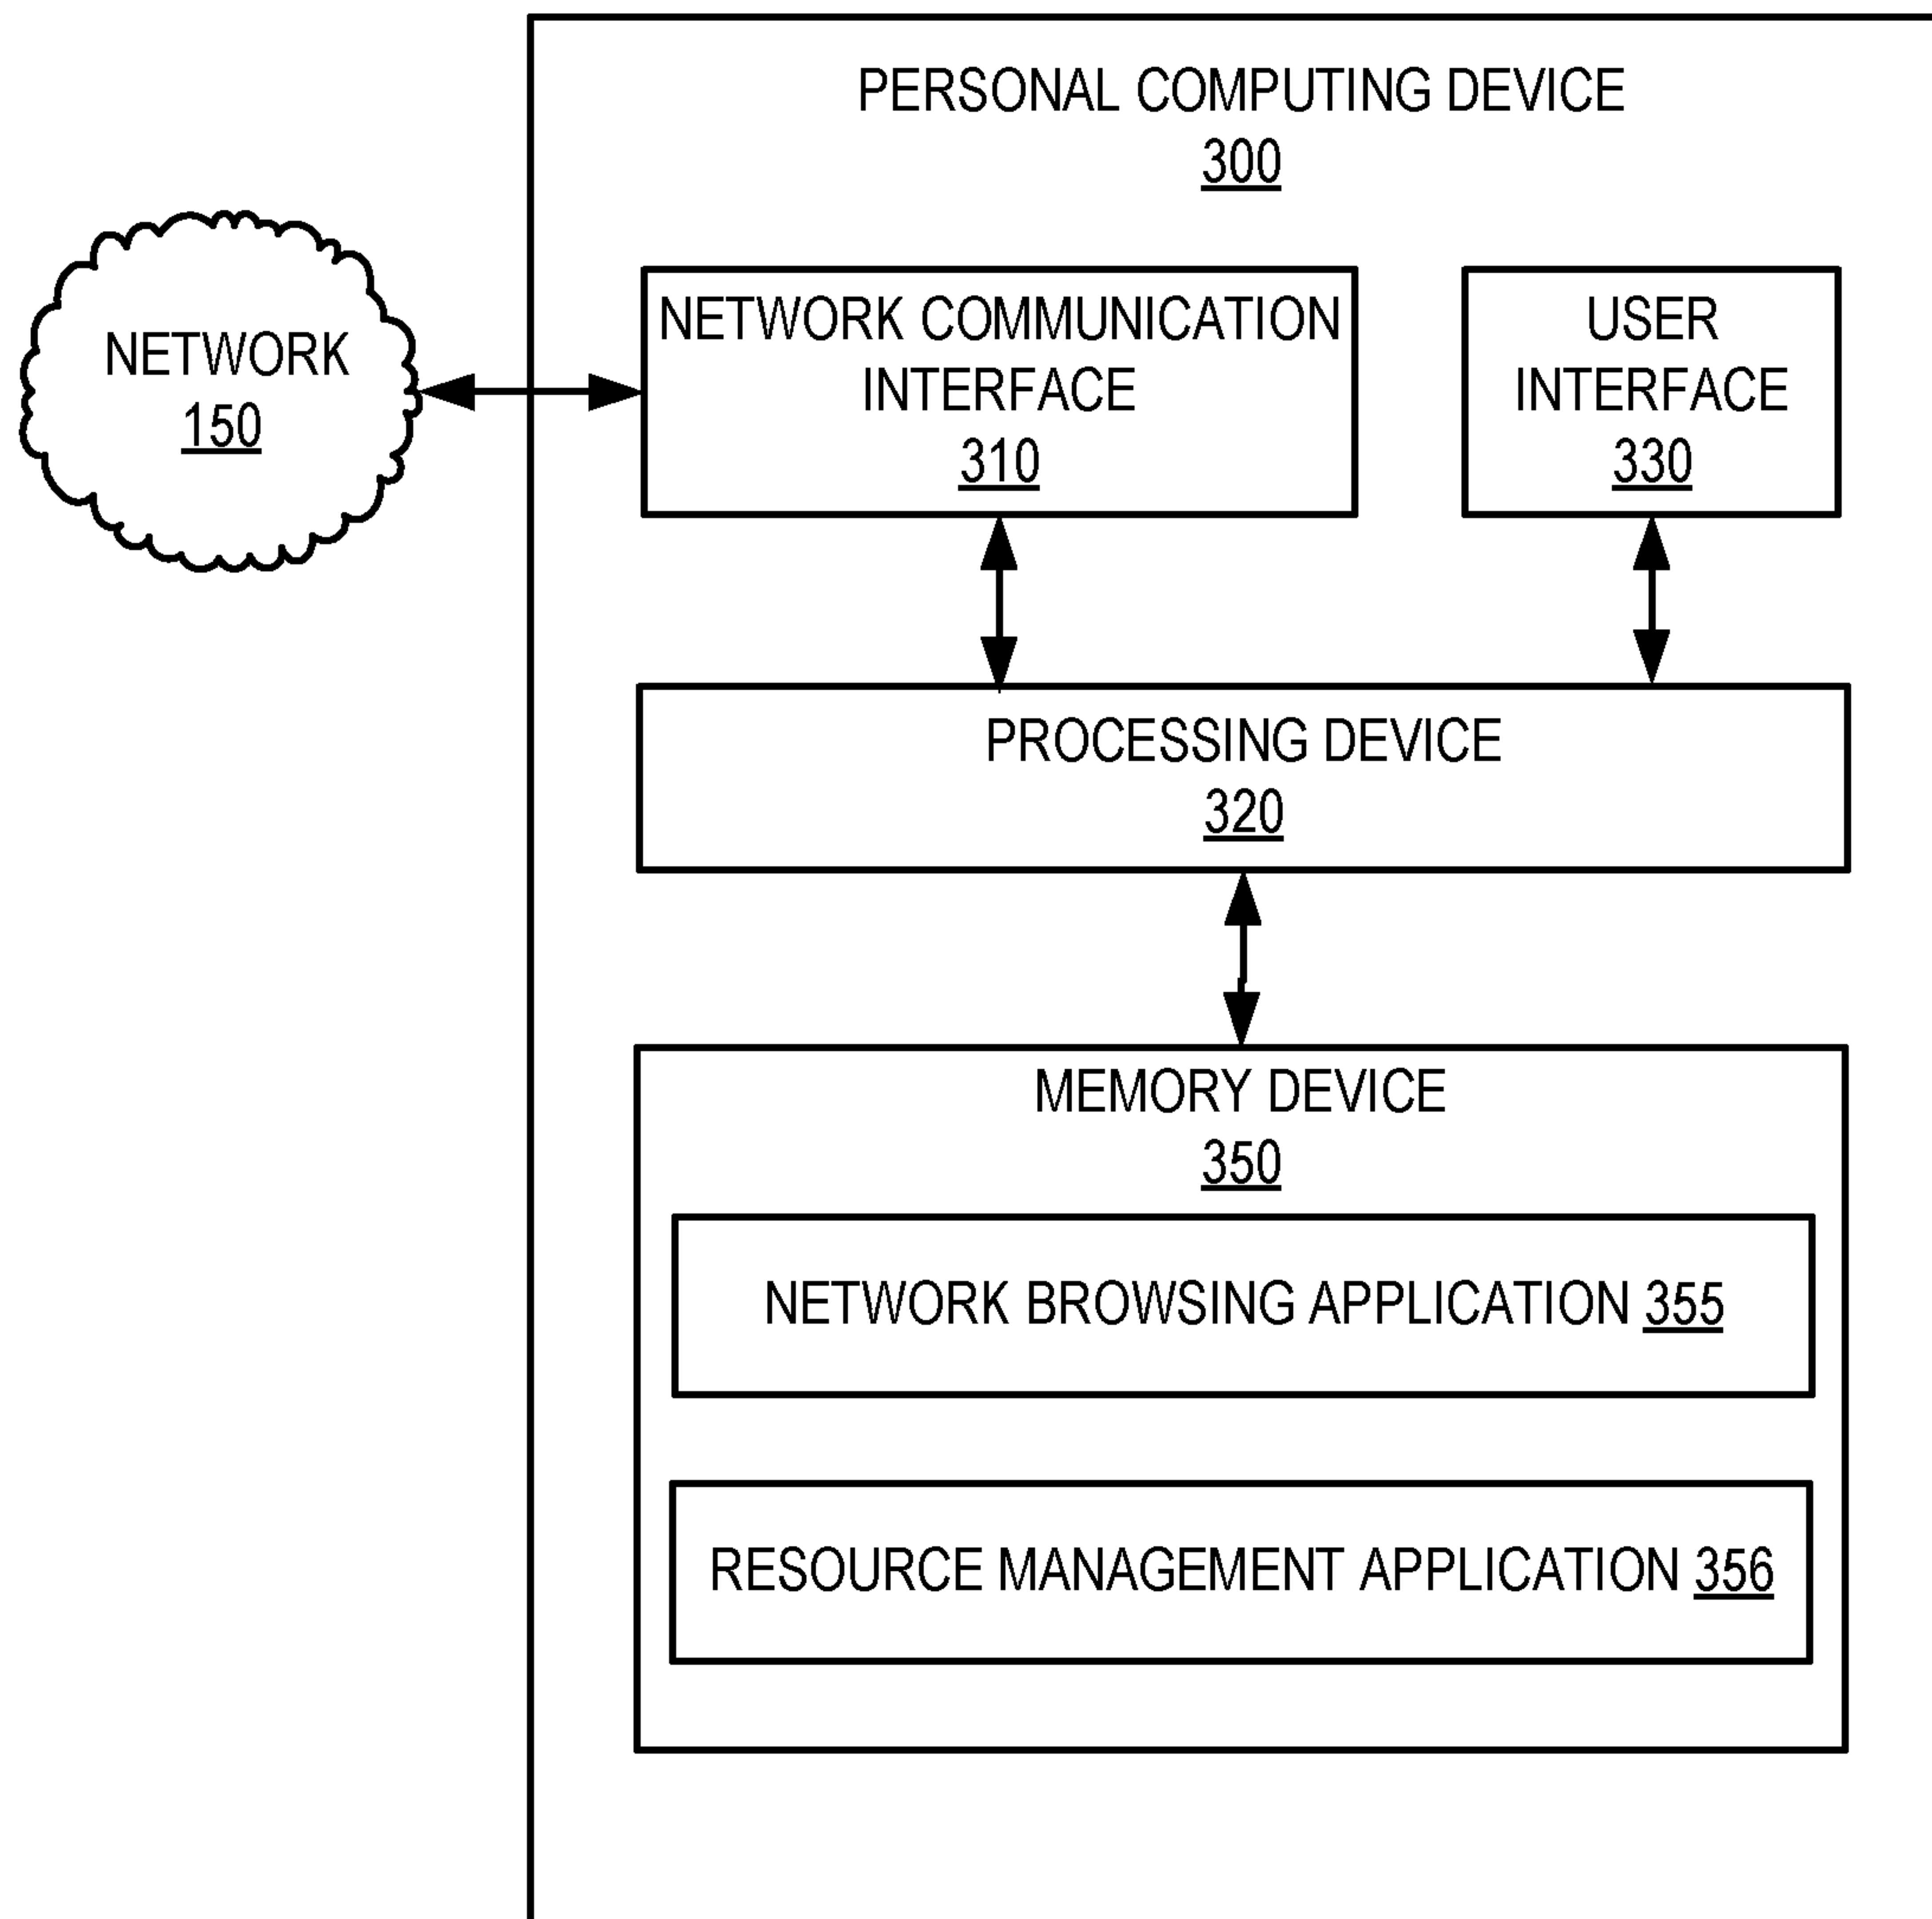 PERSONAL COMPUTING DEVICE
300
NETWORK
150
NETWORK COMMUNICATION
INTERFACE
310
USER
INTERFACE
330
PROCESSING DEVICE
320
MEMORY DEVICE
350
NETWORK BROWSING APPLICATION 355
RESOURCE MANAGEMENT APPLICATION 356